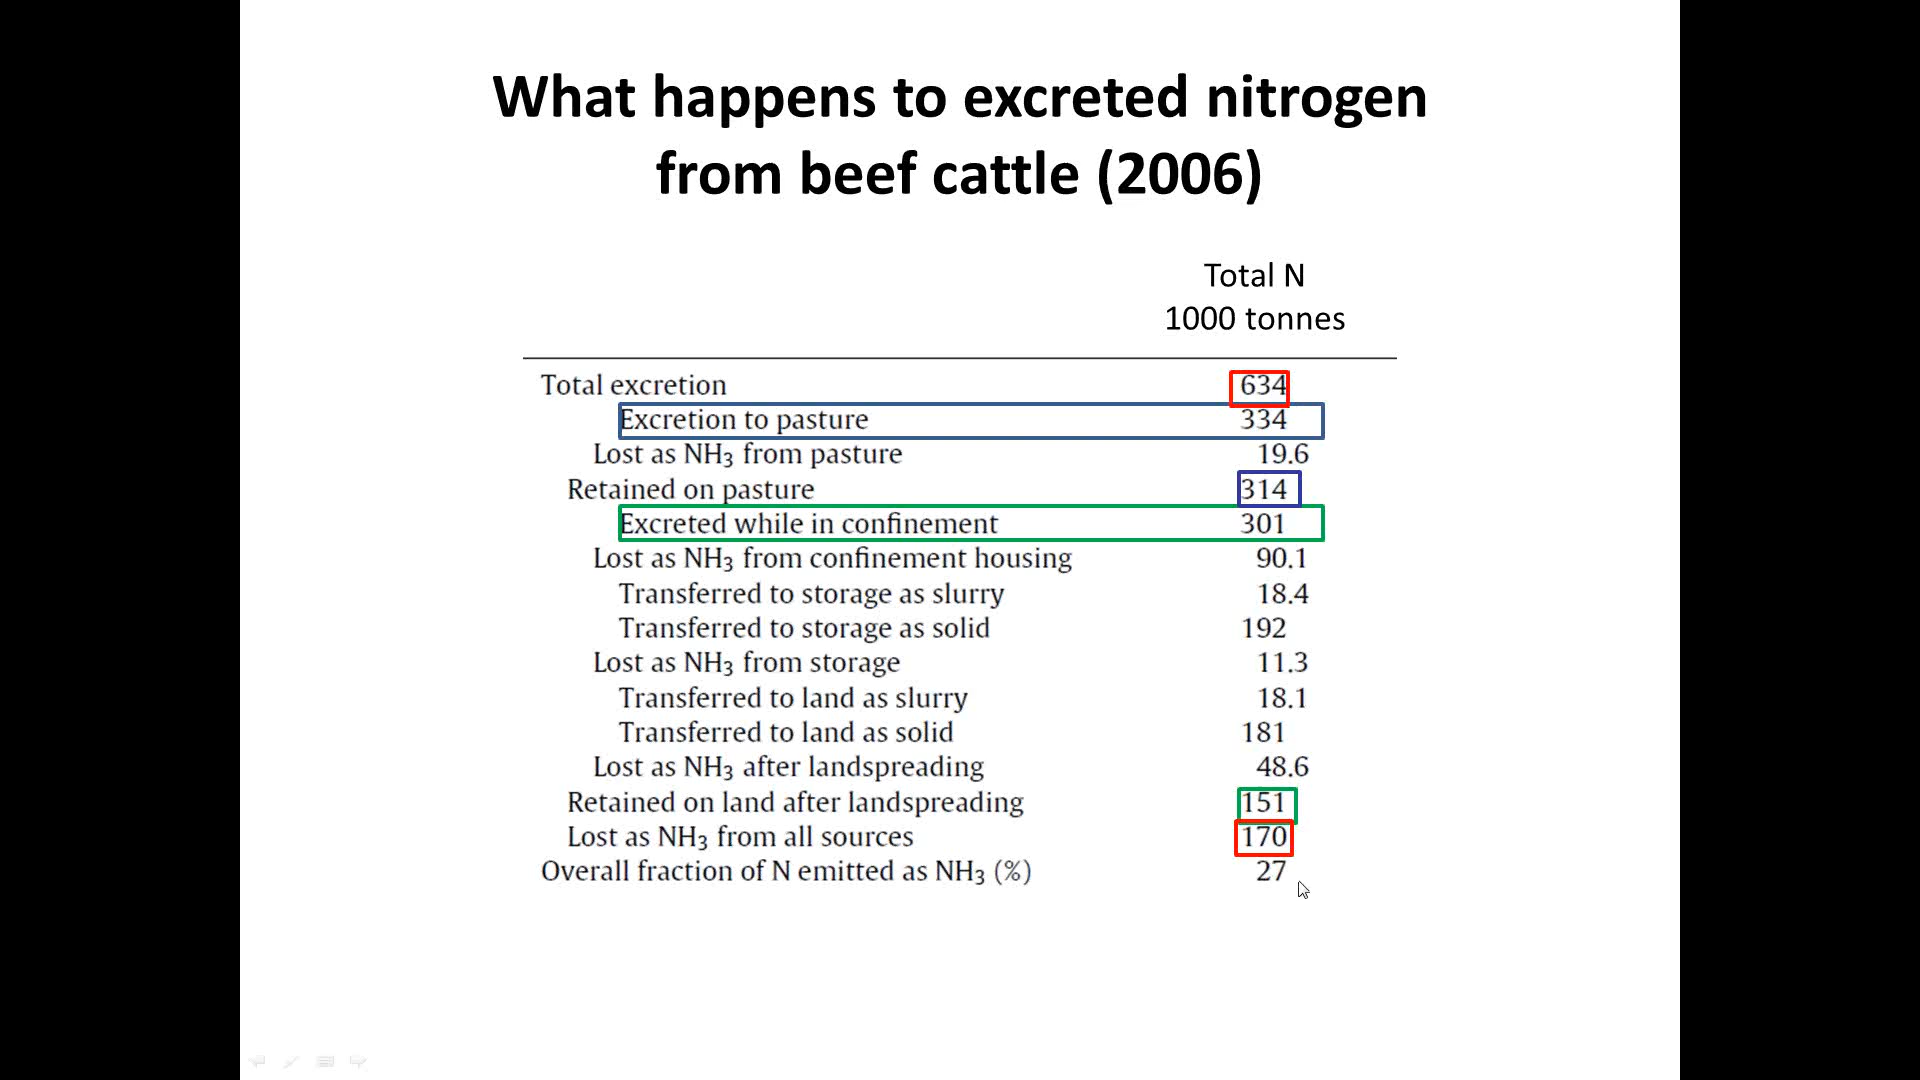 What happens to excreted nitrogen
from beef cattle (2006)
Total N
1000 tonnes
Total excretion 634
Excretion to pasture 334
Lost as NH₃ from pasture 19.6
Retained on pasture 314
Excreted while in confinement 301
Lost as NH₃ from confinement housing 90.1
Transferred to storage as slurry 18.4
Transferred to storage as solid 192
Lost as NH₃ from storage 11.3
Transferred to land as slurry 18.1
Transferred to land as solid 181
Lost as NH₃ after landspreading 48.6
Retained on land after landspreading 151
Lost as NH₃ from all sources 170
Overall fraction of N emitted as NH₃ (%) 27